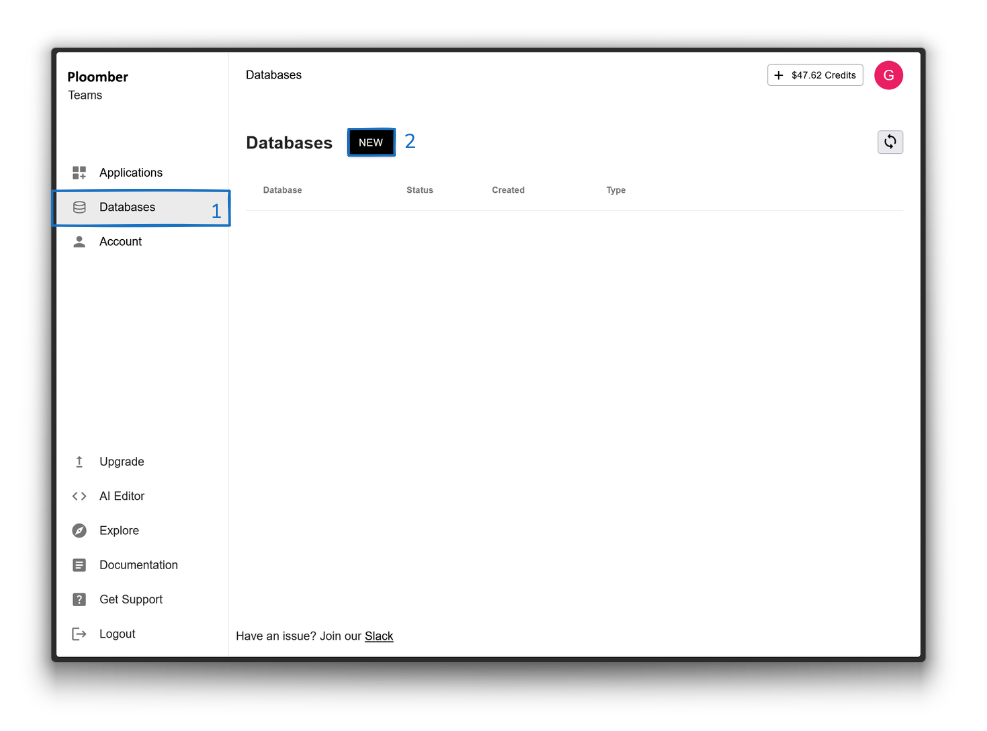 Ploomber
Teams
Applications
Databases 1
Account
Upgrade
AI Editor
Explore
Documentation
Get Support
Logout
Databases
+ $47.62 Credits
G
Databases NEW 2
Database Status Created Type
Have an issue? Join our Slack